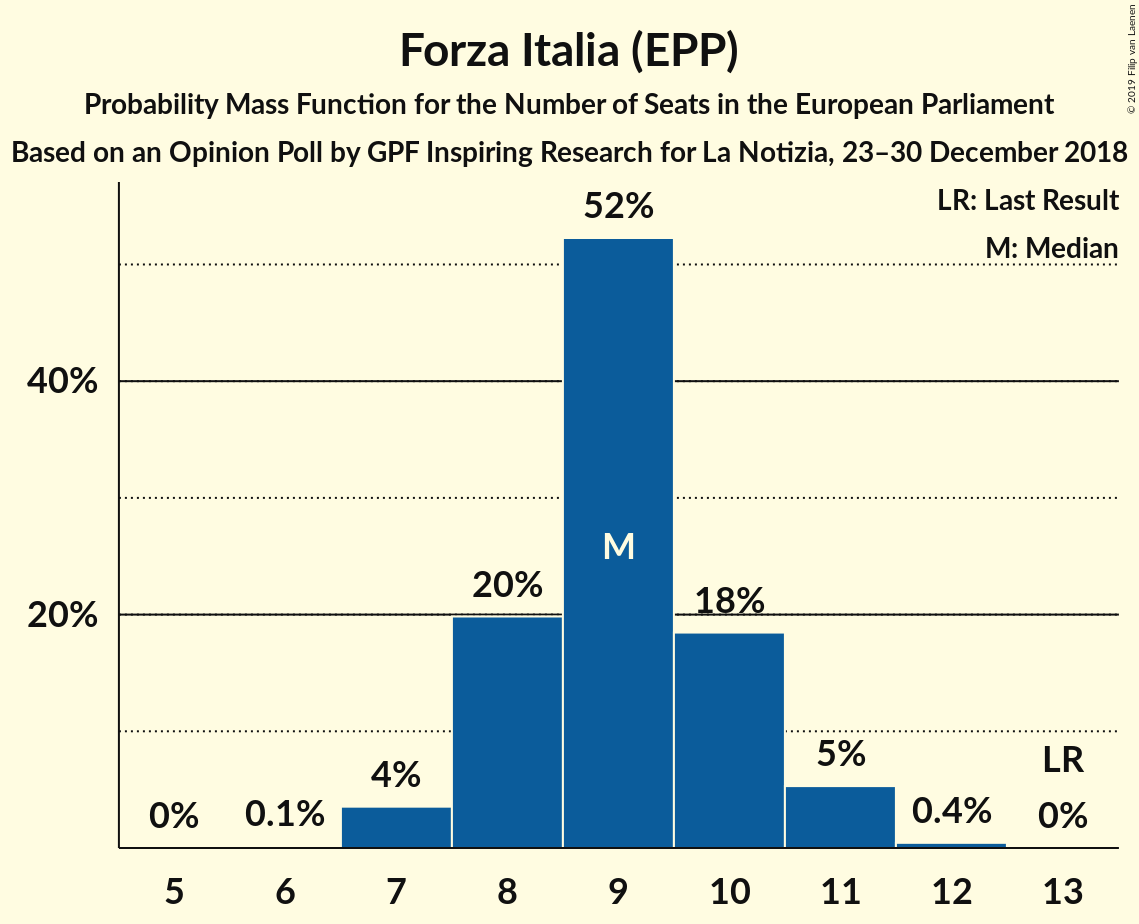 Forza Italia (EPP)
Probability Mass Function for the Number of Seats in the European Parliament
Based on an Opinion Poll by GPF Inspiring Research for La Notizia, 23–30 December 2018
© 2019 Filip van Laenen
LR: Last Result
M: Median
52%
40%
M
20%
18%
20%
4%
5%
LR
0%
0.1%
0.4%
0%
5 6 7 8 9 10 11 12 13